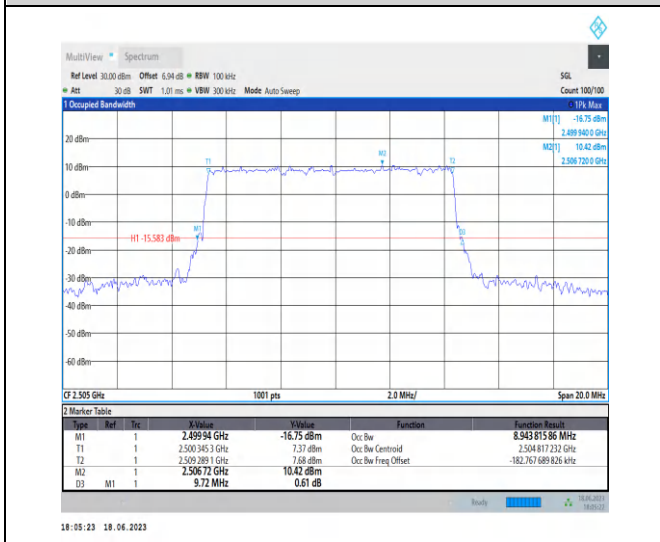 MultiView Spectrum
Ref Level 30.00 dBm Offset 6.94 dB RBW 100 kHz SGL
Att 30 dB SWT 1.01 ms VBW 300 kHz Mode Auto Sweep Count 100/100
1 Occupied Bandwidth 1Pk Max
M1[1] -16.75 dBm
2.499 940 0 GHz
M2[1] 10.42 dBm
2.506 720 0 GHz
20 dBm
10 dBm
0 dBm
-10 dBm
-20 dBm
-30 dBm
-40 dBm
-50 dBm
-60 dBm
T1
M2
T2
M1
D3
H1 -15.583 dBm
CF 2.505 GHz 1001 pts 2.0 MHz/ Span 20.0 MHz
2 Marker Table
Type Ref Trc X-Value Y-Value Function Function Result
M1 1 2.499 94 GHz -16.75 dBm Occ Bw 8.943 815 86 MHz
T1 1 2.500 345 3 GHz 7.37 dBm Occ Bw Centroid 2.504 817 232 GHz
T2 1 2.509 289 1 GHz 7.68 dBm Occ Bw Freq Offset -182.767 689 826 kHz
M2 1 2.506 72 GHz 10.42 dBm
D3 M1 1 9.72 MHz 0.61 dB
Ready 18.06.2023
18:05:22
18:05:23 18.06.2023